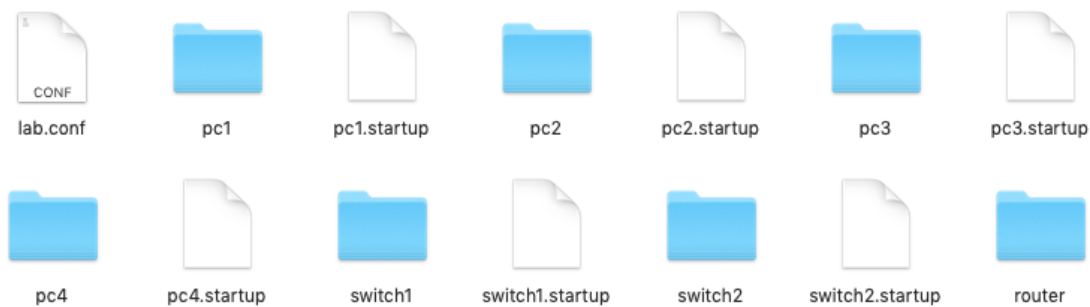 CONF
lab.conf pc1 pc1.startup pc2 pc2.startup pc3 pc3.startup
pc4 pc4.startup switch1 switch1.startup switch2 switch2.startup router